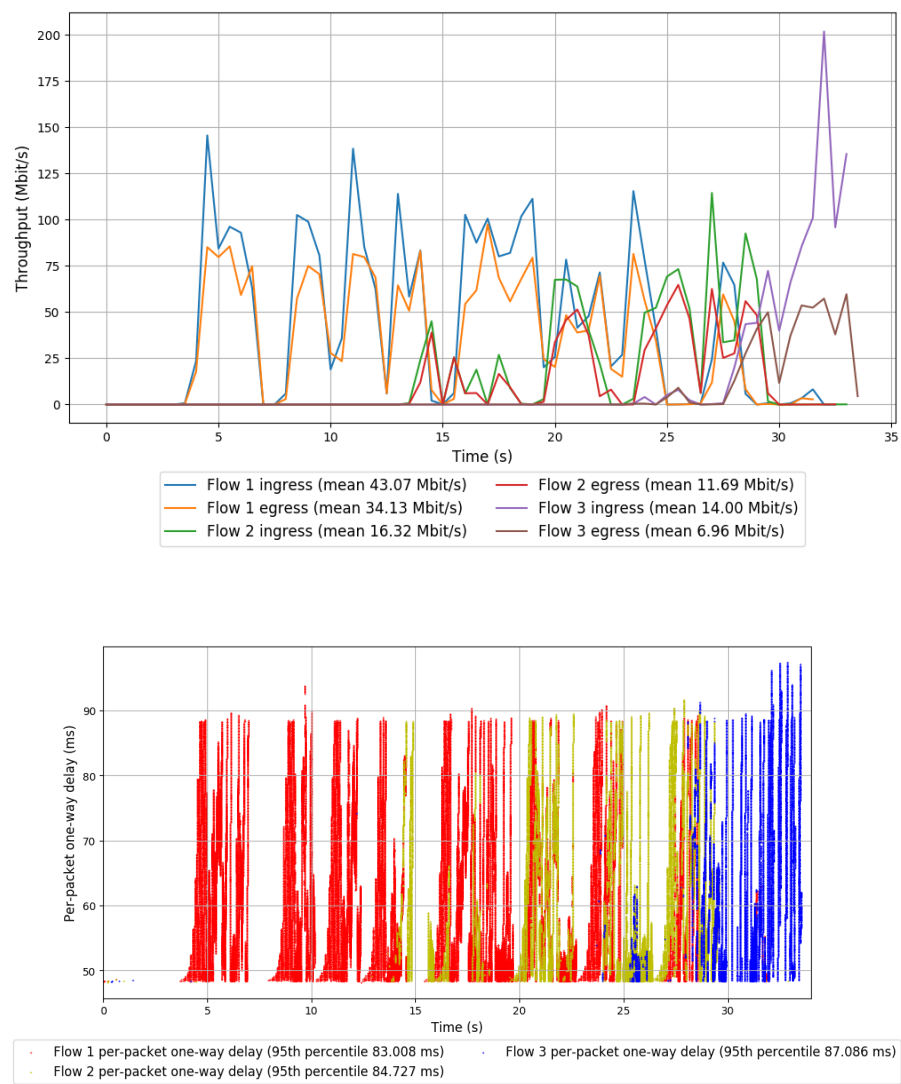 200
175
150
125
100
75
50
25
0
Throughput (Mbit/s)
0 5 10 15 20 25 30 35
Time (s)
Flow 1 ingress (mean 43.07 Mbit/s)
Flow 1 egress (mean 34.13 Mbit/s)
Flow 2 ingress (mean 16.32 Mbit/s)
Flow 2 egress (mean 11.69 Mbit/s)
Flow 3 ingress (mean 14.00 Mbit/s)
Flow 3 egress (mean 6.96 Mbit/s)
90
80
70
60
50
Per-packet one-way delay (ms)
0 5 10 15 20 25 30
Time (s)
Flow 1 per-packet one-way delay (95th percentile 83.008 ms)
Flow 2 per-packet one-way delay (95th percentile 84.727 ms)
Flow 3 per-packet one-way delay (95th percentile 87.086 ms)